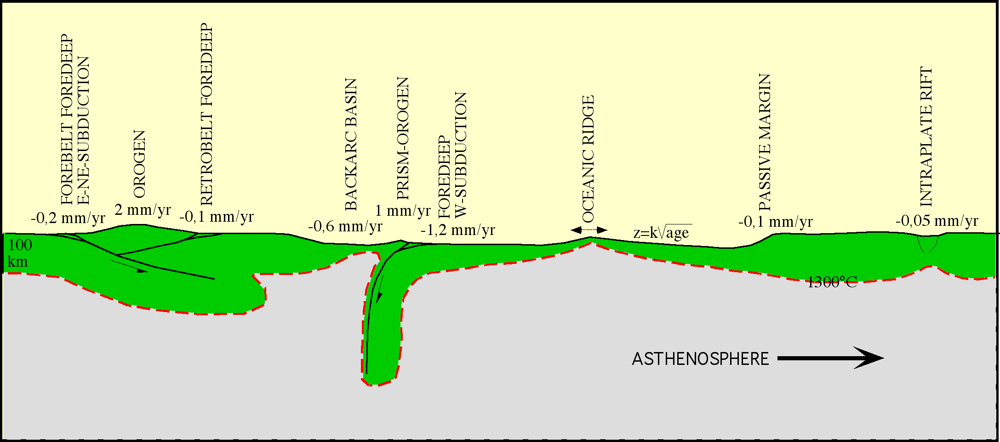 FOREBELT FOREDEEP
E-NE-SUBDUCTION
-0,2 mm/yr
OROGEN
2 mm/yr
RETROBELT FOREDEEP
-0,1 mm/yr
BACKARC BASIN
-0,6 mm/yr
PRISM-OROGEN
1 mm/yr
FOREDEEP
W-SUBDUCTION
-1,2 mm/yr
OCEANIC RIDGE
z=k√age
PASSIVE MARGIN
-0,1 mm/yr
INTRAPLATE RIFT
-0,05 mm/yr
100
km
1300°C
ASTHENOSPHERE